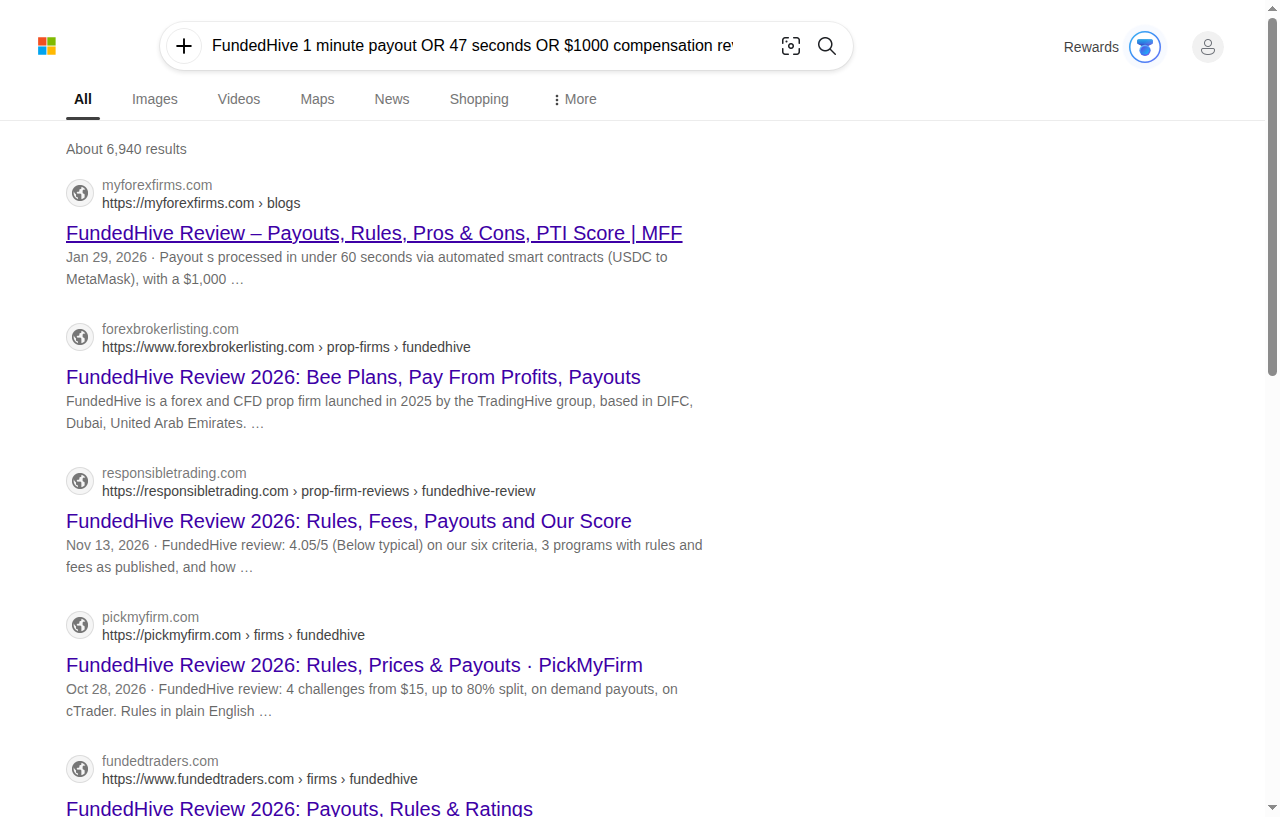 FundedHive 1 minute payout OR 47 seconds OR $1000 compensation
Rewards
All
Images
Videos
Maps
News
Shopping
More
About 6,940 results
myforexfirms.com
https://myforexfirms.com › blogs
FundedHive Review – Payouts, Rules, Pros & Cons, PTI Score | MFF
Jan 29, 2026 · Payout s processed in under 60 seconds via automated smart contracts (USDC to
MetaMask), with a $1,000 …
forexbrokerlisting.com
https://www.forexbrokerlisting.com › prop-firms › fundedhive
FundedHive Review 2026: Bee Plans, Pay From Profits, Payouts
FundedHive is a forex and CFD prop firm launched in 2025 by the TradingHive group, based in DIFC,
Dubai, United Arab Emirates. …
responsibletrading.com
https://responsibletrading.com › prop-firm-reviews › fundedhive-review
FundedHive Review 2026: Rules, Fees, Payouts and Our Score
Nov 13, 2026 · FundedHive review: 4.05/5 (Below typical) on our six criteria, 3 programs with rules and
fees as published, and how …
pickmyfirm.com
https://pickmyfirm.com › firms › fundedhive
FundedHive Review 2026: Rules, Prices & Payouts · PickMyFirm
Oct 28, 2026 · FundedHive review: 4 challenges from $15, up to 80% split, on demand payouts, on
cTrader. Rules in plain English …
fundedtraders.com
https://www.fundedtraders.com › firms › fundedhive
FundedHive Review 2026: Payouts, Rules & Ratings